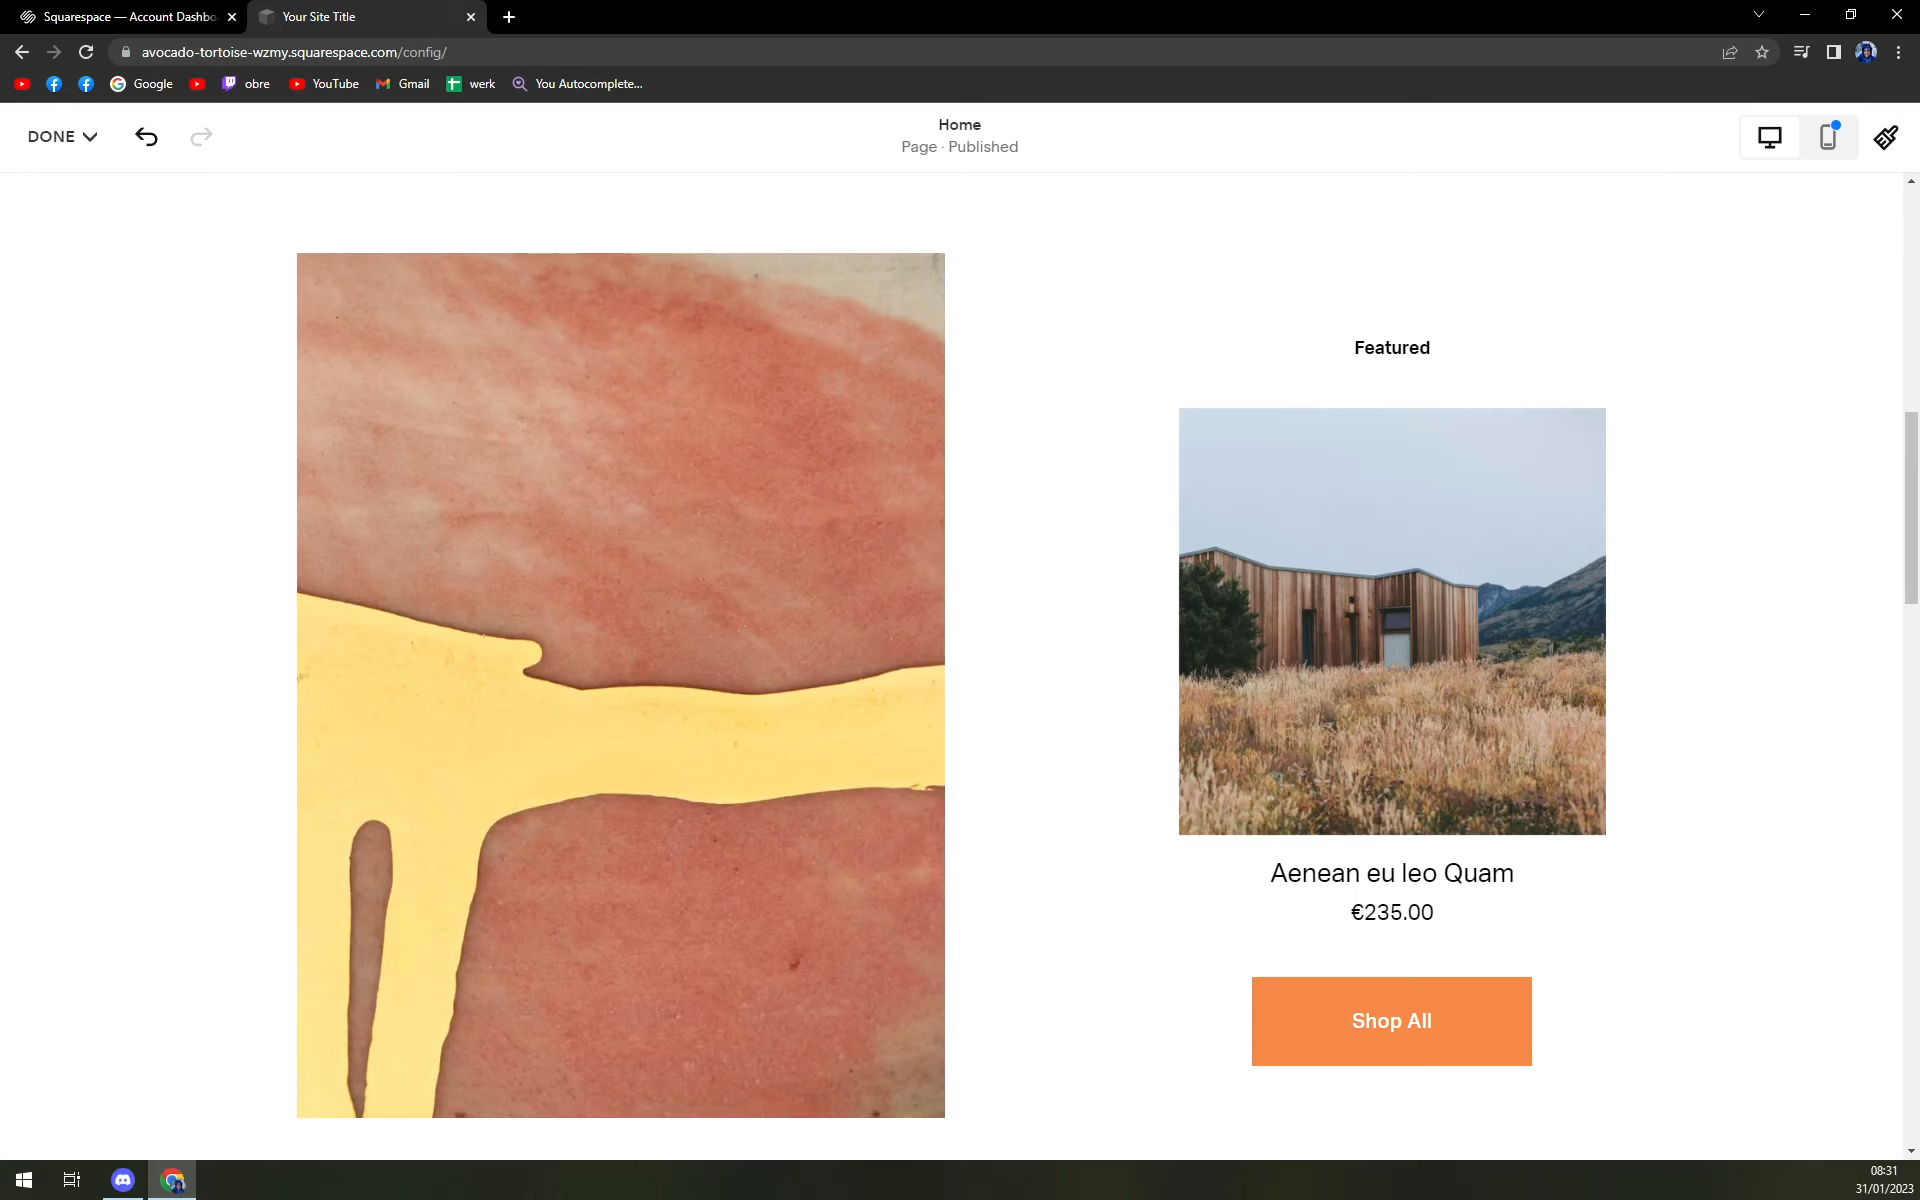 Squarespace — Account Dashbo
Your Site Title
avocado-tortoise-wzmy.squarespace.com/config/
Google
obre
YouTube
Gmail
werk
You Autocomplete...
DONE
Home
Page · Published
Featured
Aenean eu leo Quam
€235.00
Shop All
08:31
31/01/2023